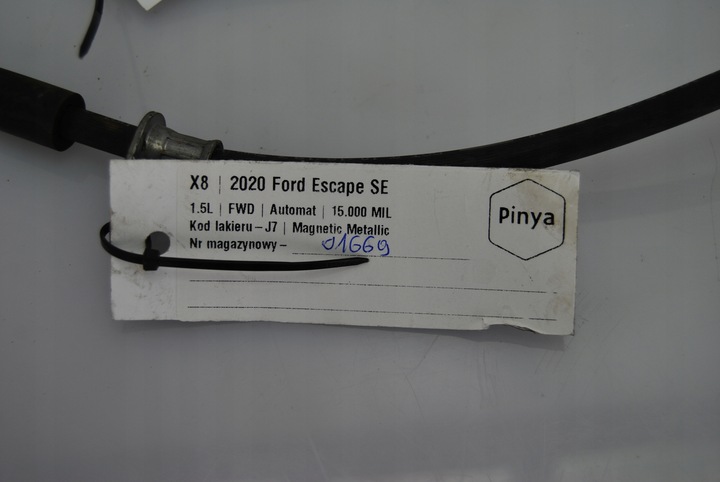 X8 | 2020 Ford Escape SE
1.5L | FWD | Automat | 15.000 MIL
Kod lakieru – J7 | Magnetic Metallic
Nr magazynowy – 01669
Pinya